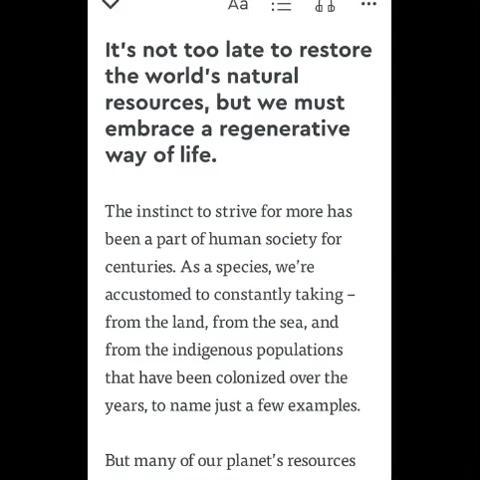 Aa
It's not too late to restore
the world's natural
resources, but we must
embrace a regenerative
way of life.
The instinct to strive for more has
been a part of human society for
centuries. As a species, we're
accustomed to constantly taking –
from the land, from the sea, and
from the indigenous populations
that have been colonized over the
years, to name just a few examples.
But many of our planet's resources